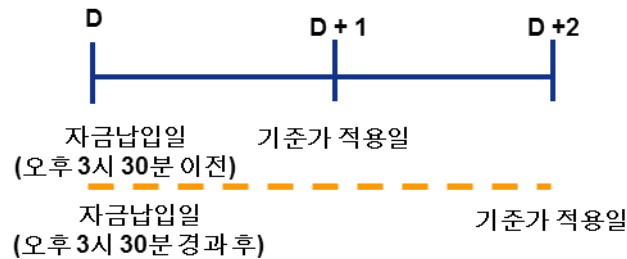 D D + 1 D +2
자금납입일 기준가 적용일
(오후 3시 30분 이전)
자금납입일 기준가 적용일
(오후 3시 30분 경과 후)